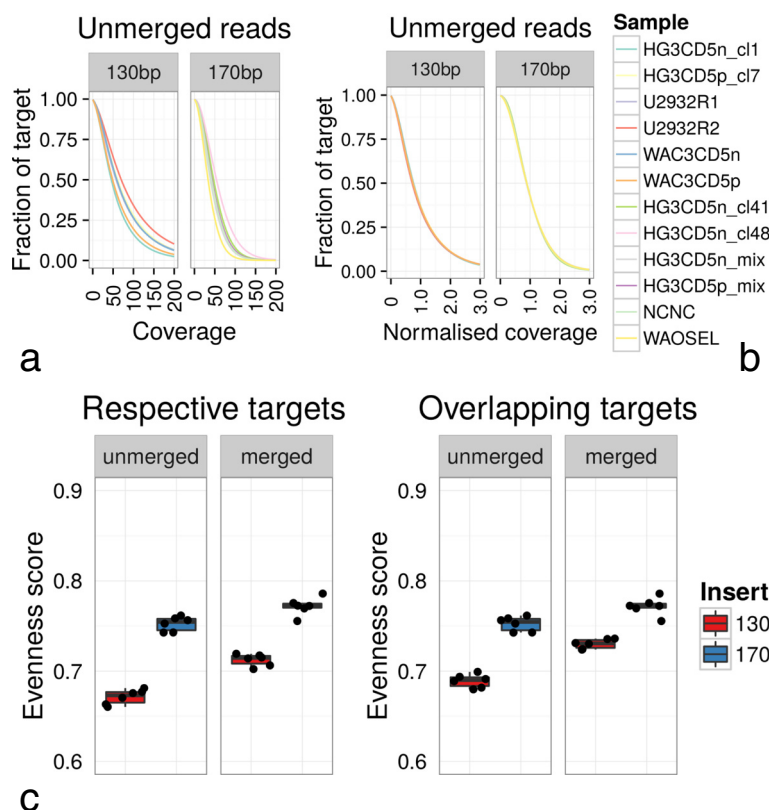 Unmerged reads
130bp 170bp
Fraction of target
1.00
0.75
0.50
0.25
0.00
0 50 100 150 200 0 50 100 150 200
Coverage
a
Unmerged reads
130bp 170bp
Fraction of target
1.00
0.75
0.50
0.25
0.00
0 1.0 2.0 3.0 0 1.0 2.0 3.0
Normalised coverage
b
Sample
HG3CD5n_cl1
HG3CD5p_cl7
U2932R1
U2932R2
WAC3CD5n
WAC3CD5p
HG3CD5n_cl41
HG3CD5n_cl48
HG3CD5n_mix
HG3CD5p_mix
NCNC
WAOSEL
Respective targets
unmerged merged
Evenness score
0.9
0.8
0.7
0.6
Overlapping targets
unmerged merged
Evenness score
0.9
0.8
0.7
0.6
Insert
130
170
c